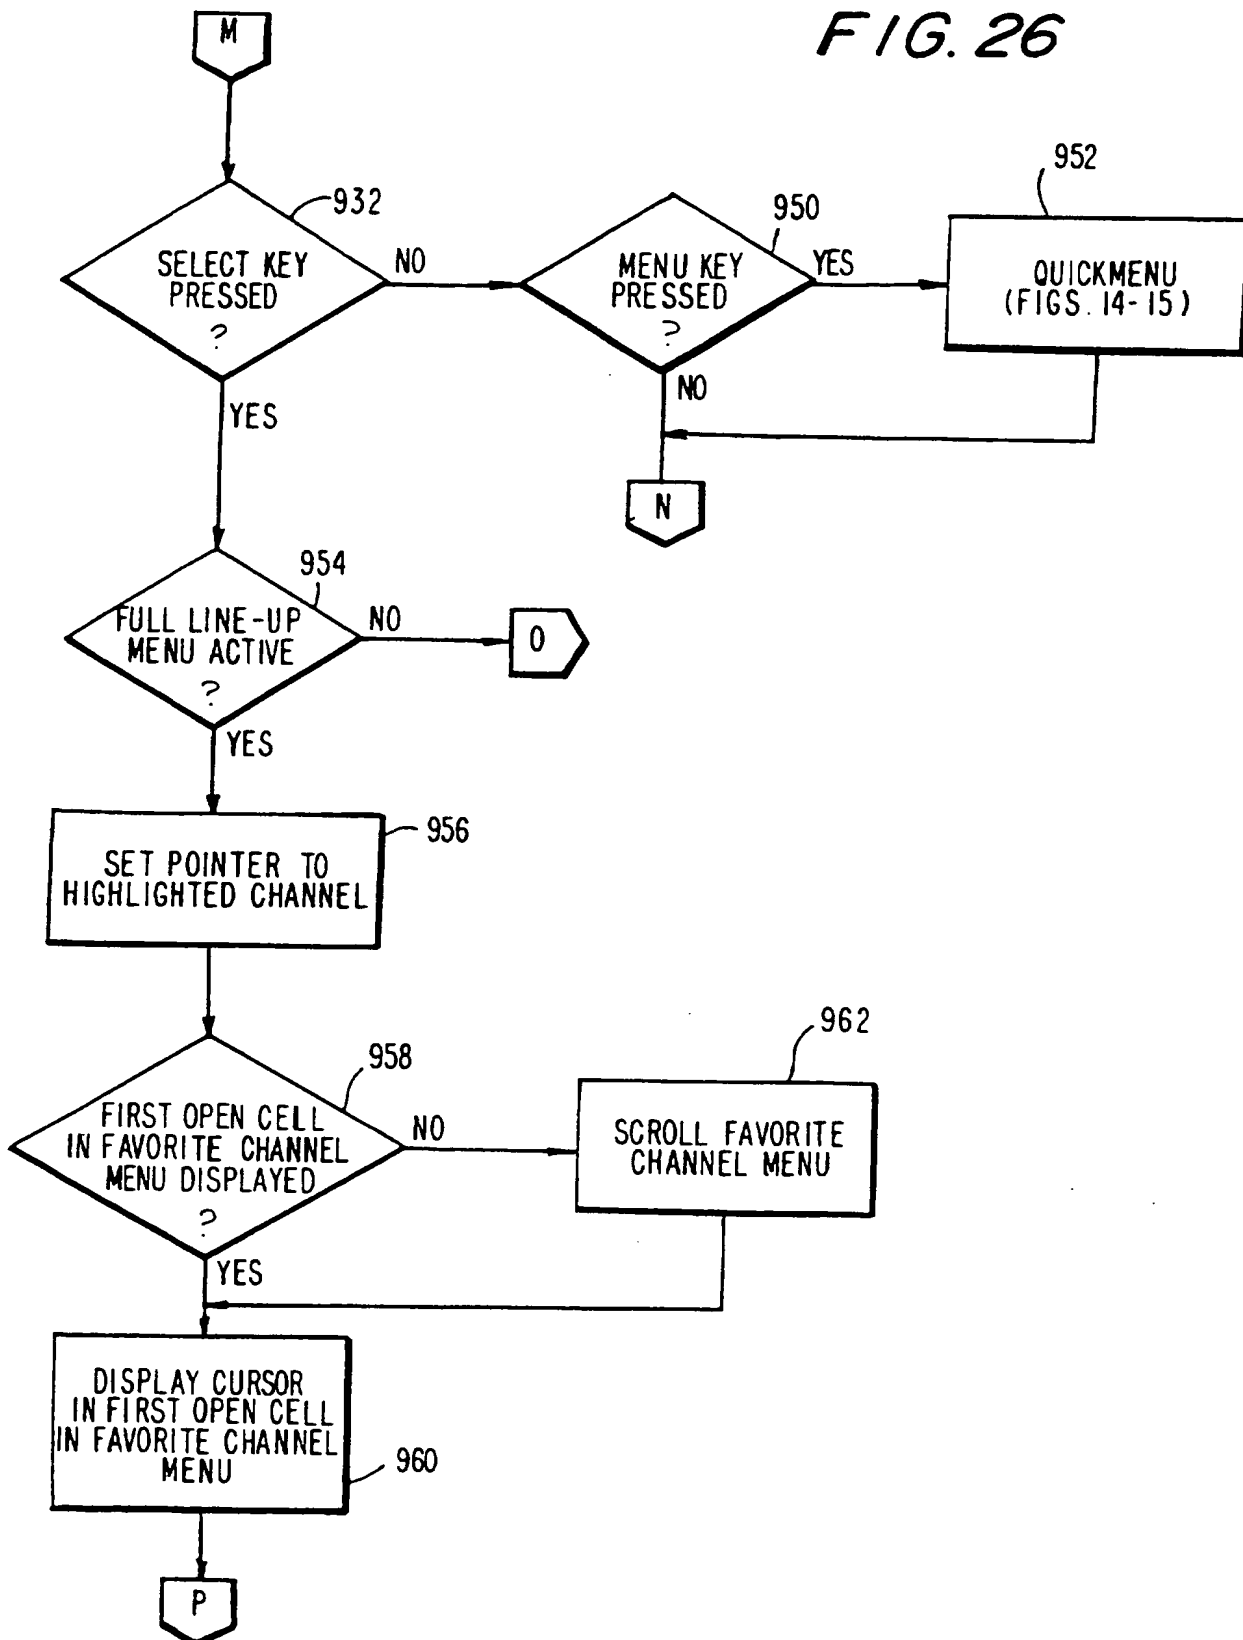 FIG. 26
M
932
SELECT KEY
PRESSED
?
NO
YES
950
MENU KEY
PRESSED
?
YES
NO
952
QUICKMENU
(FIGS. 14-15)
N
954
FULL LINE-UP
MENU ACTIVE
?
NO
O
YES
956
SET POINTER TO
HIGHLIGHTED CHANNEL
958
FIRST OPEN CELL
IN FAVORITE CHANNEL
MENU DISPLAYED
?
NO
YES
962
SCROLL FAVORITE
CHANNEL MENU
DISPLAY CURSOR
IN FIRST OPEN CELL
IN FAVORITE CHANNEL
MENU
960
P